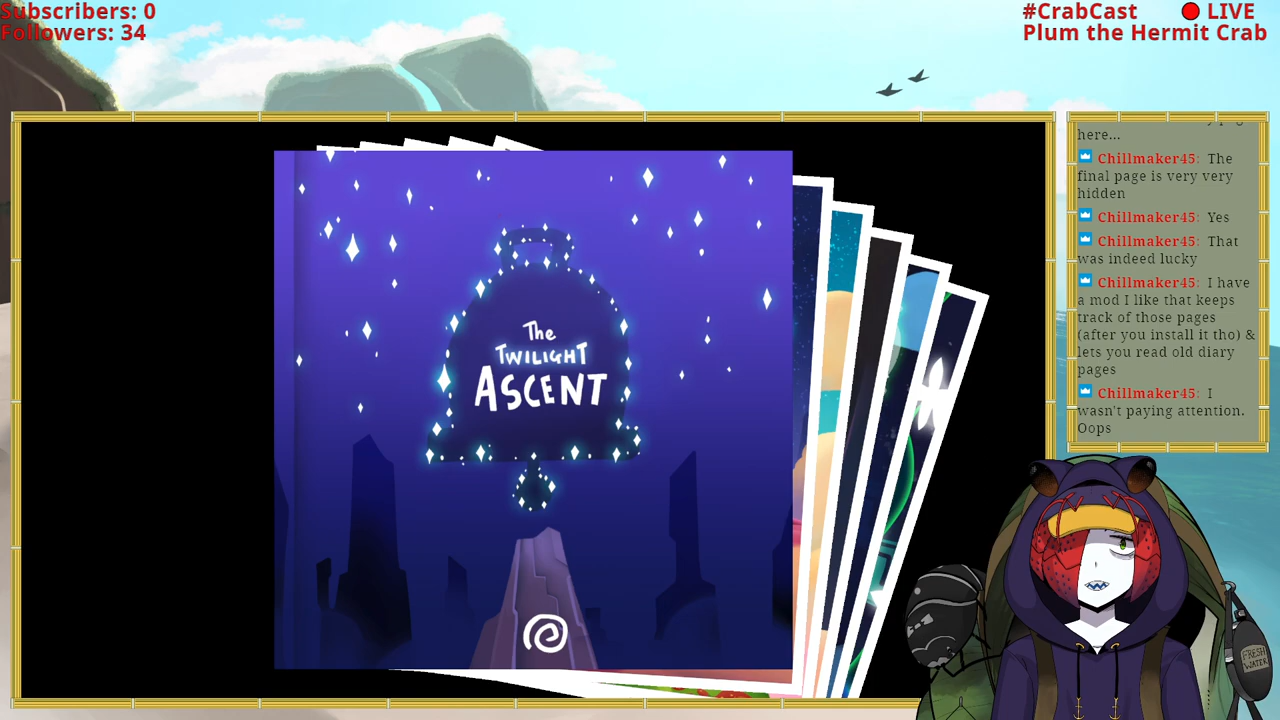 Subscribers: 0
Followers: 34
#CrabCast
LIVE
Plum the Hermit Crab
The
TWILIGHT
ASCENT
here...
Chillmaker45: The
final page is very very
hidden
Chillmaker45: Yes
Chillmaker45: That
was indeed lucky
Chillmaker45: I have
a mod I like that keeps
track of those pages
(after you install it tho) &
lets you read old diary
pages
Chillmaker45: I
wasn't paying attention.
Oops
FRESH
WATER